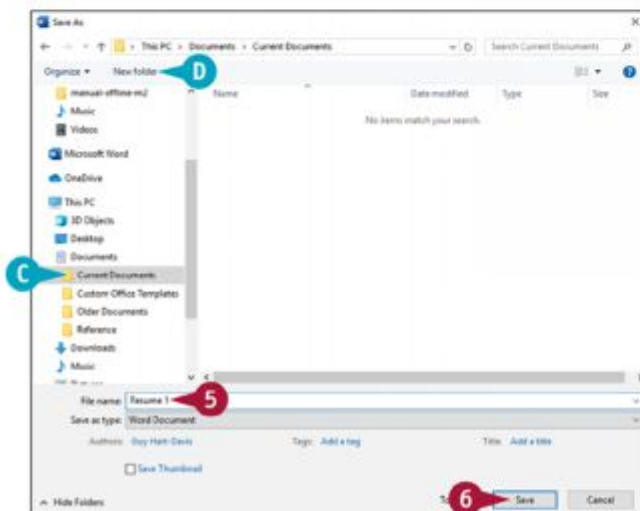 Save As
This PC > Documents > Current Documents
Search Current Documents
Organize
New folder
D
manual-offline-m2
Name
Date modified
Type
Size
Music
No items match your search.
Videos
Microsoft Word
OneDrive
This PC
3D Objects
Desktop
Documents
C
Current Documents
Custom Office Templates
Older Documents
Reference
Downloads
Music
File name: Resume 1
5
Save as type: Word Document
Authors: Guy Hart-Davis
Tags: Add a tag
Title: Add a title
Save Thumbnail
Hide Folders
6
Save
Cancel